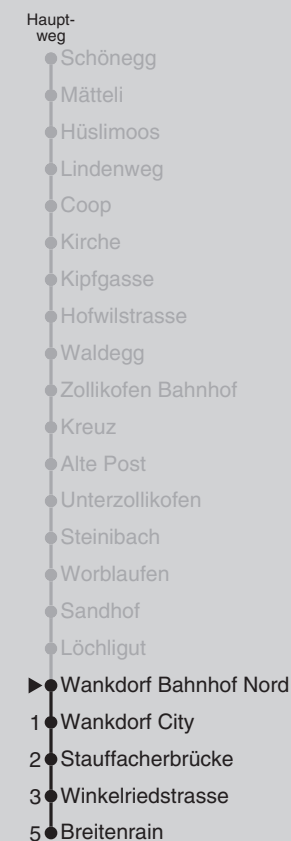 Haupt-
weg
Schönegg
Mätteli
Hüslimoos
Lindenweg
Coop
Kirche
Kipfgasse
Hofwilstrasse
Waldegg
Zollikofen Bahnhof
Kreuz
Alte Post
Unterzollikofen
Steinibach
Worblaufen
Sandhof
Löchligut
Wankdorf Bahnhof Nord
1 Wankdorf City
2 Stauffacherbrücke
3 Winkelriedstrasse
5 Breitenrain